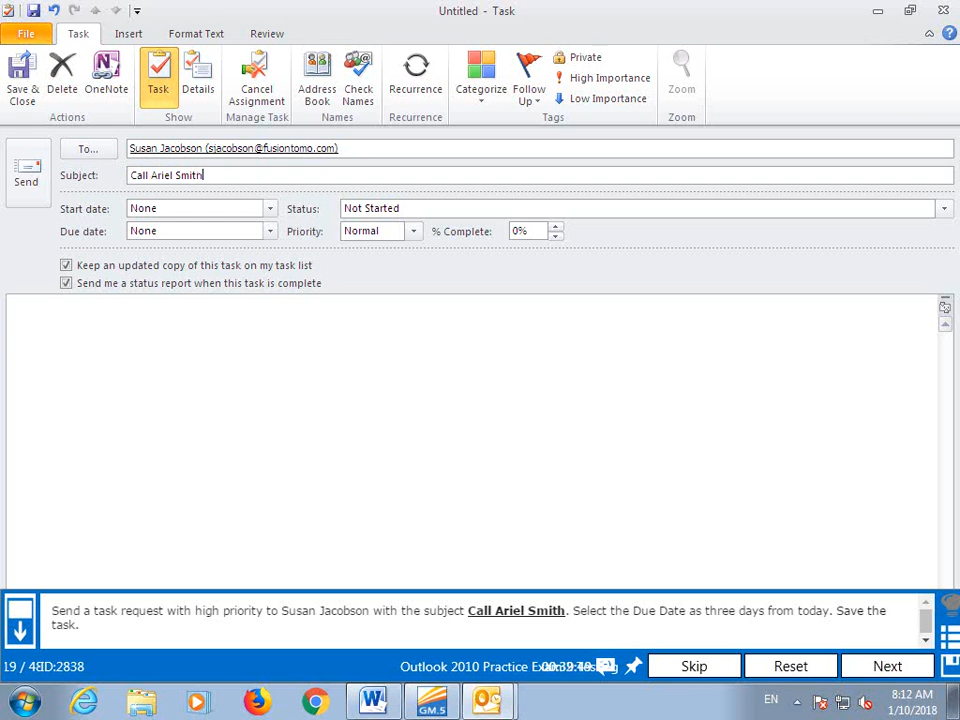 Untitled - Task
File Task Insert Format Text Review
Save & Close Delete OneNote Task Details Cancel Assignment Address Book Check Names Recurrence Categorize Follow Up Private High Importance Low Importance Zoom
Actions Show Manage Task Names Recurrence Tags Zoom
Send
To... Susan Jacobson (sjacobson@fusiontomo.com)
Subject: Call Ariel Smitn
Start date: None Status: Not Started
Due date: None Priority: Normal % Complete: 0%
Keep an updated copy of this task on my task list
Send me a status report when this task is complete
Send a task request with high priority to Susan Jacobson with the subject Call Ariel Smith. Select the Due Date as three days from today. Save the
task.
19 / 48 ID:2838 Outlook 2010 Practice Skip Reset Next
GM.5
EN 8:12 AM
1/10/2018